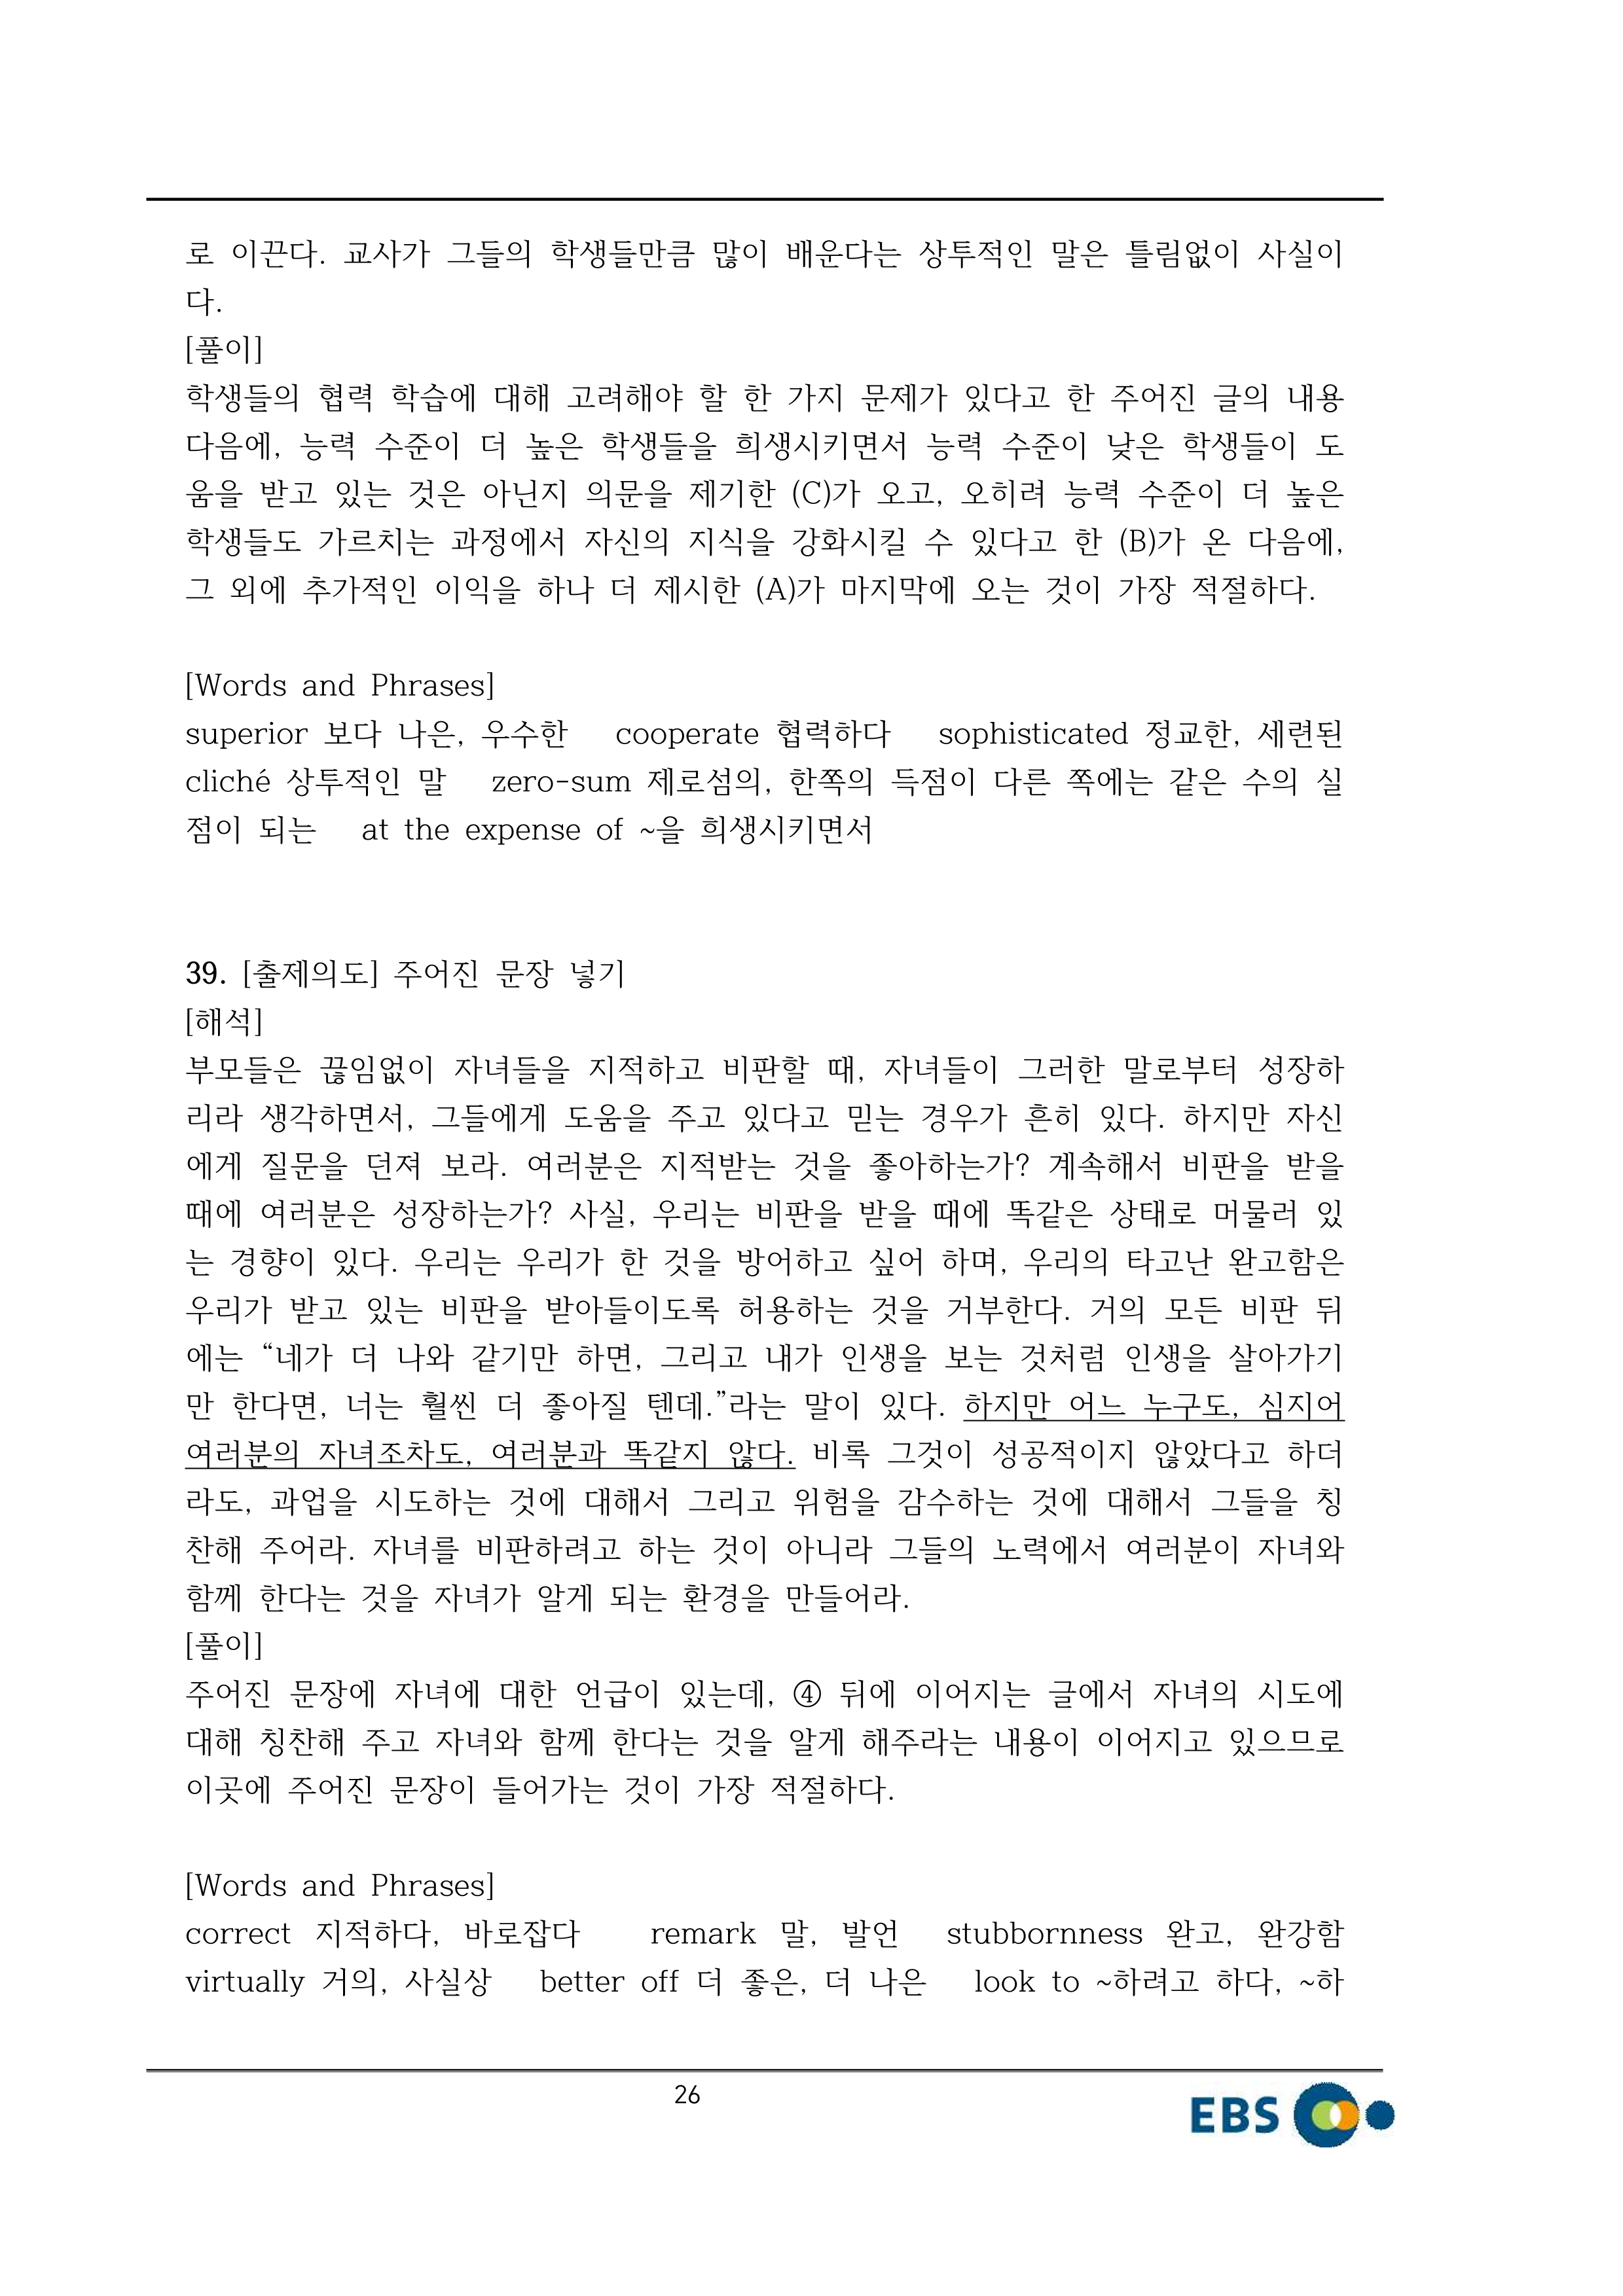 로 이끈다. 교사가 그들의 학생들만큼 많이 배운다는 상투적인 말은 틀림없이 사실이
다.
[풀이]
학생들의 협력 학습에 대해 고려해야 할 한 가지 문제가 있다고 한 주어진 글의 내용
다음에, 능력 수준이 더 높은 학생들을 희생시키면서 능력 수준이 낮은 학생들이 도
움을 받고 있는 것은 아닌지 의문을 제기한 (C)가 오고, 오히려 능력 수준이 더 높은
학생들도 가르치는 과정에서 자신의 지식을 강화시킬 수 있다고 한 (B)가 온 다음에,
그 외에 추가적인 이익을 하나 더 제시한 (A)가 마지막에 오는 것이 가장 적절하다.
[Words and Phrases]
superior 보다 나은, 우수한 cooperate 협력하다 sophisticated 정교한, 세련된
cliché 상투적인 말 zero-sum 제로섬의, 한쪽의 득점이 다른 쪽에는 같은 수의 실
점이 되는 at the expense of ~을 희생시키면서
39. [출제의도] 주어진 문장 넣기
[해석]
부모들은 끊임없이 자녀들을 지적하고 비판할 때, 자녀들이 그러한 말로부터 성장하
리라 생각하면서, 그들에게 도움을 주고 있다고 믿는 경우가 흔히 있다. 하지만 자신
에게 질문을 던져 보라. 여러분은 지적받는 것을 좋아하는가? 계속해서 비판을 받을
때에 여러분은 성장하는가? 사실, 우리는 비판을 받을 때에 똑같은 상태로 머물러 있
는 경향이 있다. 우리는 우리가 한 것을 방어하고 싶어 하며, 우리의 타고난 완고함은
우리가 받고 있는 비판을 받아들이도록 허용하는 것을 거부한다. 거의 모든 비판 뒤
에는 “네가 더 나와 같기만 하면, 그리고 내가 인생을 보는 것처럼 인생을 살아가기
만 한다면, 너는 훨씬 더 좋아질 텐데.”라는 말이 있다. 하지만 어느 누구도, 심지어
여러분의 자녀조차도, 여러분과 똑같지 않다. 비록 그것이 성공적이지 않았다고 하더
라도, 과업을 시도하는 것에 대해서 그리고 위험을 감수하는 것에 대해서 그들을 칭
찬해 주어라. 자녀를 비판하려고 하는 것이 아니라 그들의 노력에서 여러분이 자녀와
함께 한다는 것을 자녀가 알게 되는 환경을 만들어라.
[풀이]
주어진 문장에 자녀에 대한 언급이 있는데, ④ 뒤에 이어지는 글에서 자녀의 시도에
대해 칭찬해 주고 자녀와 함께 한다는 것을 알게 해주라는 내용이 이어지고 있으므로
이곳에 주어진 문장이 들어가는 것이 가장 적절하다.
[Words and Phrases]
correct 지적하다, 바로잡다 remark 말, 발언 stubbornness 완고, 완강함
virtually 거의, 사실상 better off 더 좋은, 더 나은 look to ~하려고 하다, ~하
26
EBS